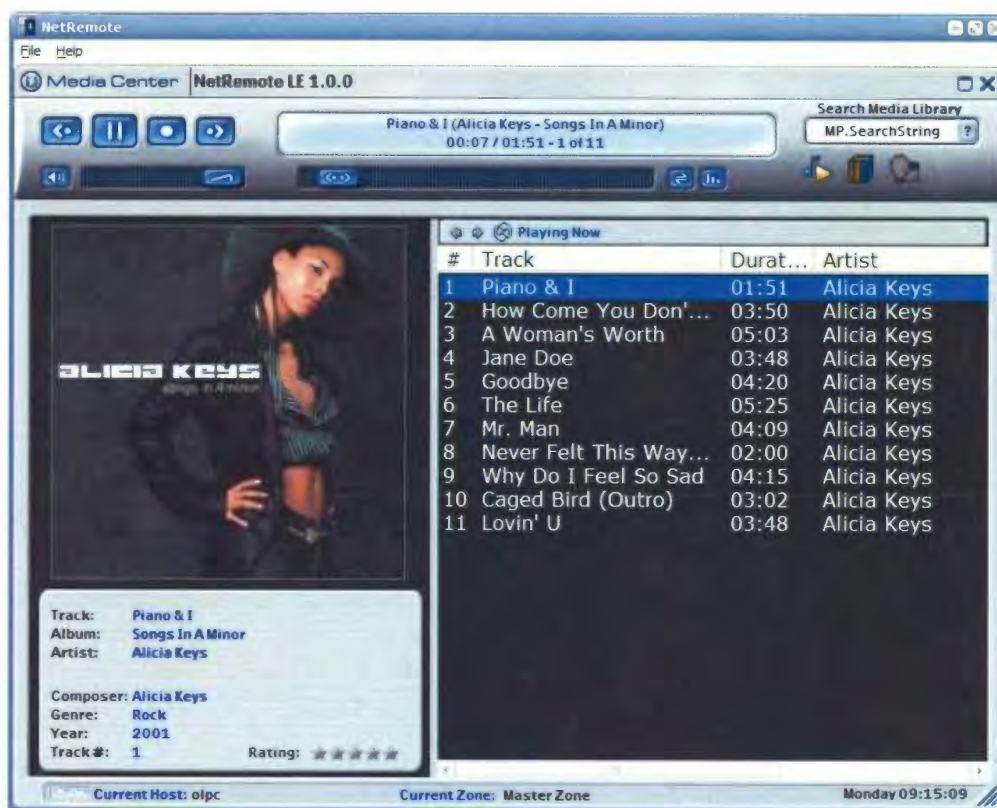 NetRemote
File Help
Media Center NetRemote LE 1.0.0
Piano & I (Alicia Keys - Songs In A Minor)
00:07 / 01:51 - 1 of 11
Search Media Library
MP.SearchString ?
Playing Now
# Track Durat... Artist
1 Piano & I 01:51 Alicia Keys
2 How Come You Don'... 03:50 Alicia Keys
3 A Woman's Worth 05:03 Alicia Keys
4 Jane Doe 03:48 Alicia Keys
5 Goodbye 04:20 Alicia Keys
6 The Life 05:25 Alicia Keys
7 Mr. Man 04:09 Alicia Keys
8 Never Felt This Way... 02:00 Alicia Keys
9 Why Do I Feel So Sad 04:15 Alicia Keys
10 Caged Bird (Outro) 03:02 Alicia Keys
11 Lovin' U 03:48 Alicia Keys
ALICIA KEYS
songs in A minor
Track: Piano & I
Album: Songs In A Minor
Artist: Alicia Keys
Composer: Alicia Keys
Genre: Rock
Year: 2001
Track #: 1 Rating:
Current Host: olpc Current Zone: Master Zone Monday 09:15:09